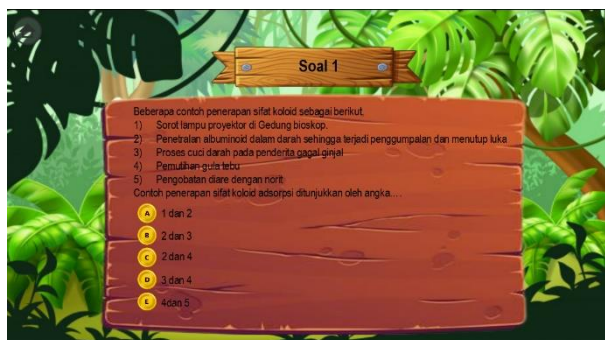 Soal 1
Beberapa contoh penerapan sifat koloid sebagai berikut.
1) Sorot lampu proyektor di Gedung bioskop.
2) Penetralan albuminoid dalam darah sehingga terjadi penggumpalan dan menutup luka
3) Proses cuci darah pada penderita gagal ginjal
4) Pemutihan gula tebu
5) Pengobatan diare dengan norit
Contoh penerapan sifat koloid adsorpsi ditunjukkan oleh angka....
A 1 dan 2
B 2 dan 3
C 2 dan 4
D 3 dan 4
E 4dan 5